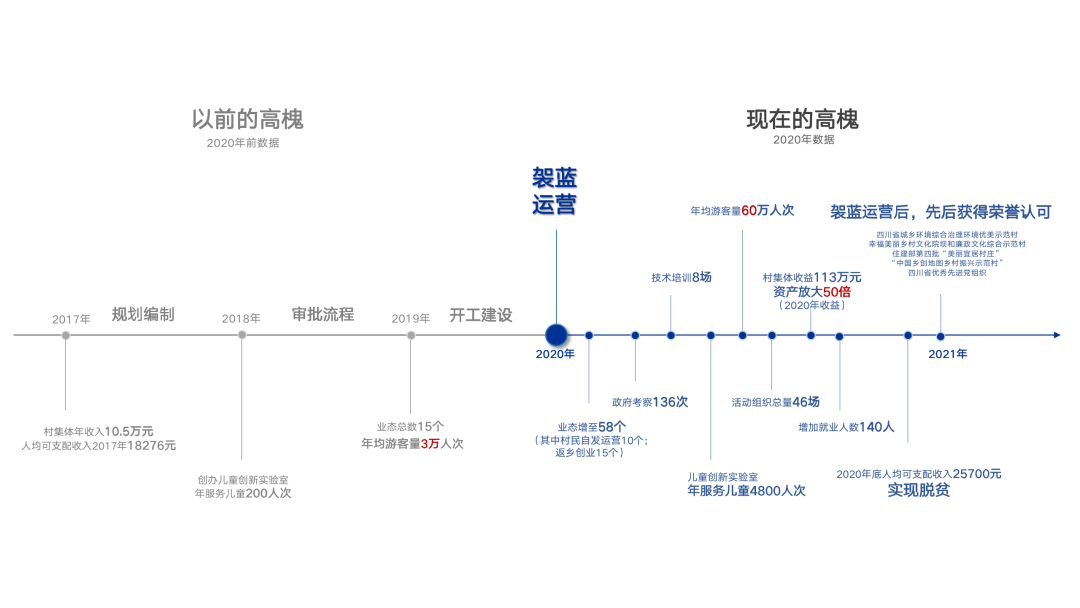 以前的高槐
2020年前数据
现在的高槐
2020年数据
袈蓝
运营
2017年
规划编制
2018年
审批流程
2019年
开工建设
村集体年收入10.5万元
人均可支配收入2017年18276元
创办儿童创新实验室
年服务儿童200人次
业态总数15个
年均游客量3万人次
2020年
业态增至58个
（其中村民自发运营10个；
返乡创业15个）
政府考察136次
技术培训8场
儿童创新实验室
年服务儿童4800人次
年均游客量60万人次
活动组织总量46场
村集体收益113万元
资产放大50倍
（2020年收益）
增加就业人数140人
2020年底人均可支配收入25700元
实现脱贫
袈蓝运营后，先后获得荣誉认可
四川省城乡环境综合治理环境优美示范村
幸福美丽乡村文化院坝和廉政文化综合示范村
住建部第四批“美丽宜居村庄”
“中国乡创地图乡村振兴示范村”
四川省优秀先进党组织
2021年